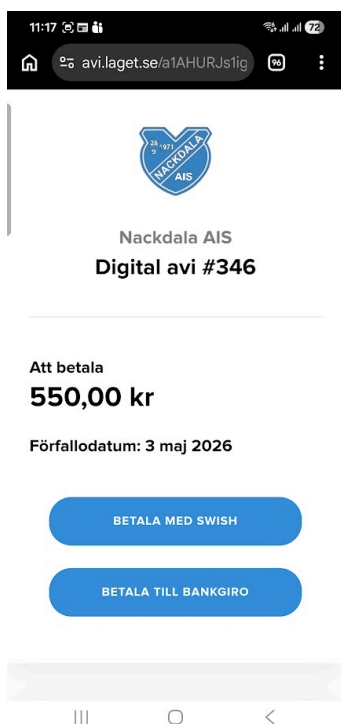 11:17
72
avi.laget.se/a1AHURJs1ig
96
28 1971
9
NACKDALA
AIS
Nackdala AIS
Digital avi #346
Att betala
550,00 kr
Förfallodatum: 3 maj 2026
BETALA MED SWISH
BETALA TILL BANKGIRO